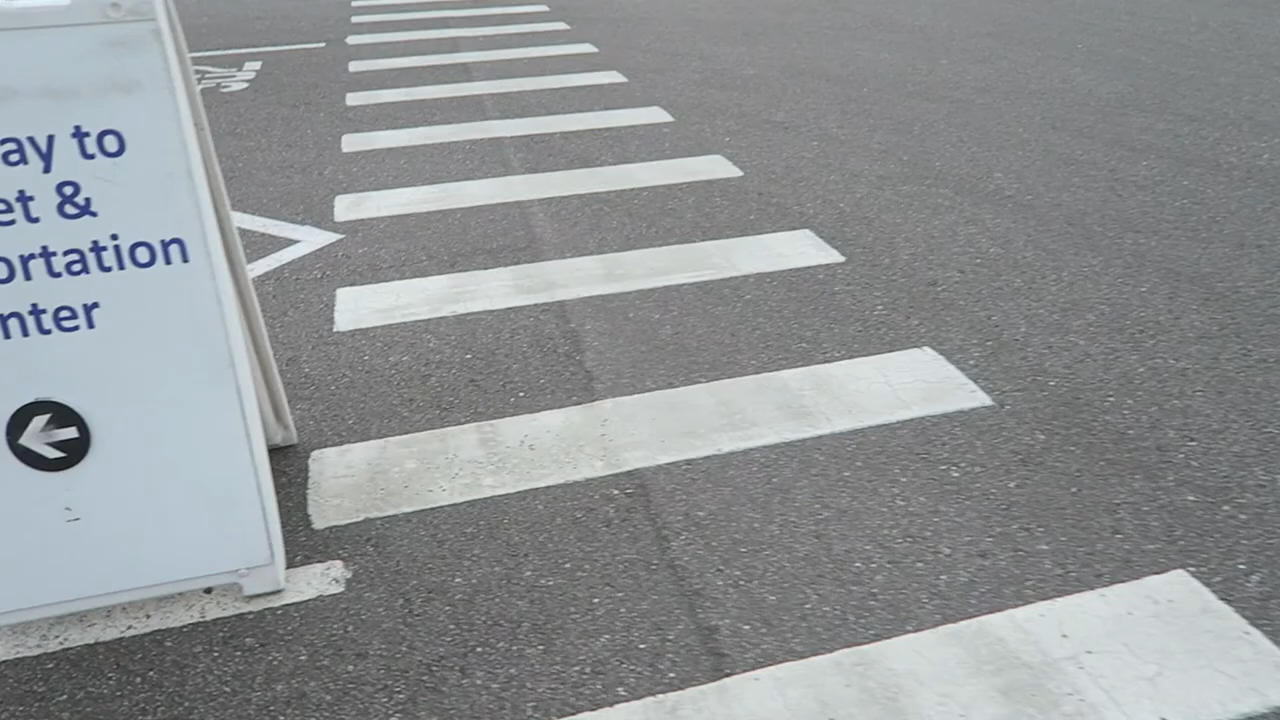 ay to
et &
ortation
nter